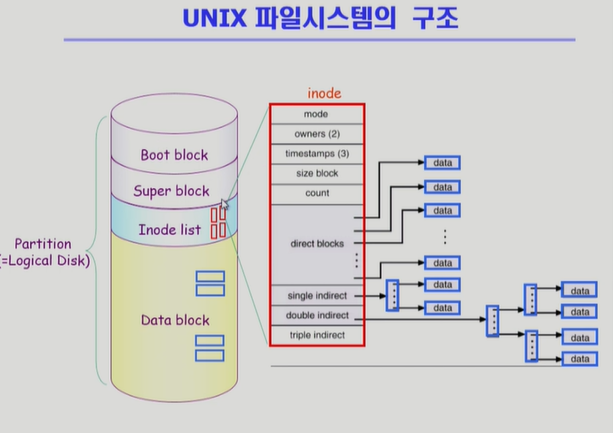 UNIX 파일시스템의 구조
inode
mode
owners (2)
timestamps (3)
size block
count
direct blocks
single indirect
double indirect
triple indirect
Boot block
Super block
Inode list
Data block
Partition
(=Logical Disk)
data
data
data
data
data
data
data
data
data
data